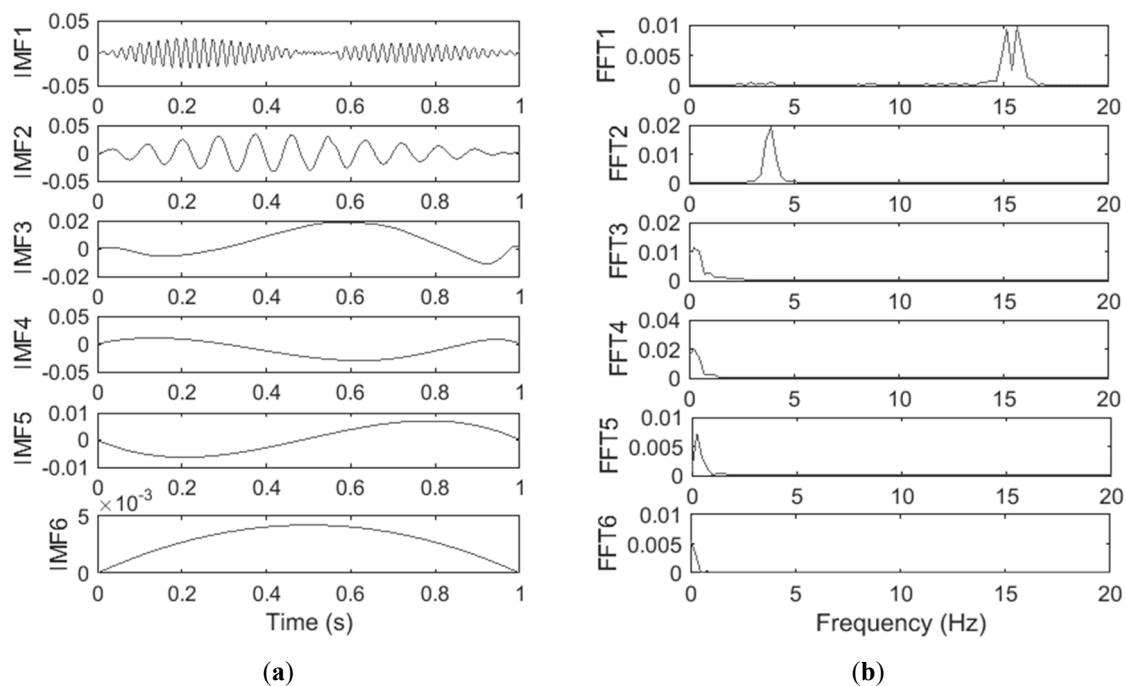 0.05
IMF1
0
-0.05
0 0.2 0.4 0.6 0.8 1
0.05
IMF2
0
-0.05
0 0.2 0.4 0.6 0.8 1
0.02
IMF3
0
-0.02
0 0.2 0.4 0.6 0.8 1
0.05
IMF4
0
-0.05
0 0.2 0.4 0.6 0.8 1
0.01
IMF5
0
-0.01
0 0.2 0.4 0.6 0.8 1
×10-3
5
IMF6
0
0 0.2 0.4 0.6 0.8 1
Time (s)
(a)
0.01
FFT1
0.005
0
0 5 10 15 20
0.02
FFT2
0.01
0
0 5 10 15 20
0.02
FFT3
0.01
0
0 5 10 15 20
0.04
FFT4
0.02
0
0 5 10 15 20
0.01
FFT5
0.005
0
0 5 10 15 20
0.01
FFT6
0.005
0
0 5 10 15 20
Frequency (Hz)
(b)